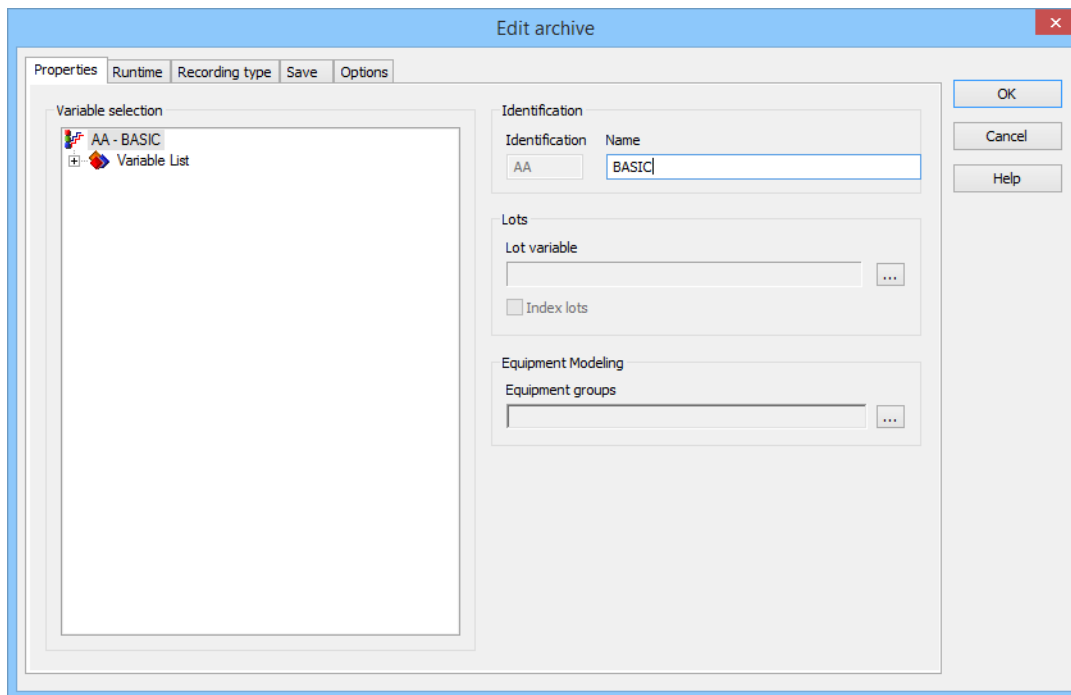 Edit archive
Properties Runtime Recording type Save Options
Variable selection
AA - BASIC
Variable List
Identification
Identification Name
AA BASIC
Lots
Lot variable
...
Index lots
Equipment Modeling
Equipment groups
...
OK
Cancel
Help